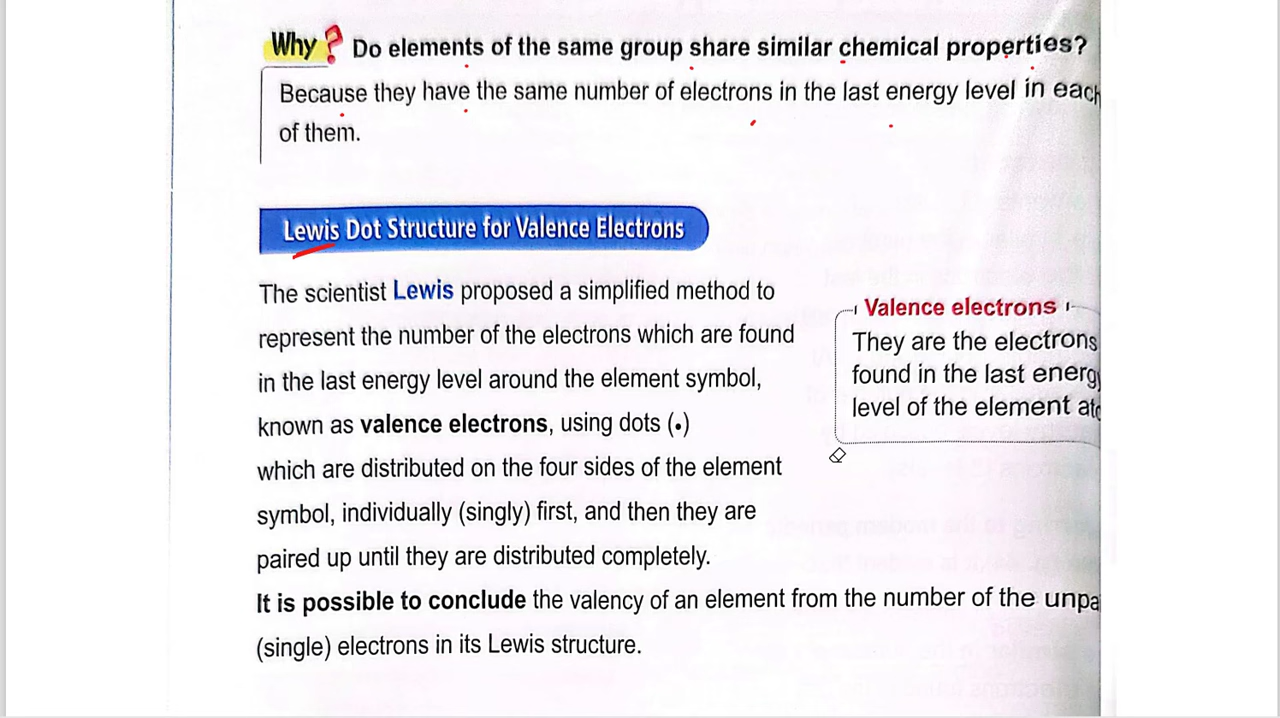 Why? Do elements of the same group share similar chemical properties?
Because they have the same number of electrons in the last energy level in each
of them.
Lewis Dot Structure for Valence Electrons
The scientist Lewis proposed a simplified method to
represent the number of the electrons which are found
in the last energy level around the element symbol,
known as valence electrons, using dots (•)
which are distributed on the four sides of the element
symbol, individually (singly) first, and then they are
paired up until they are distributed completely.
It is possible to conclude the valency of an element from the number of the
(single) electrons in its Lewis structure.
Valence electrons
They are the electrons
found in the last energy
level of the element